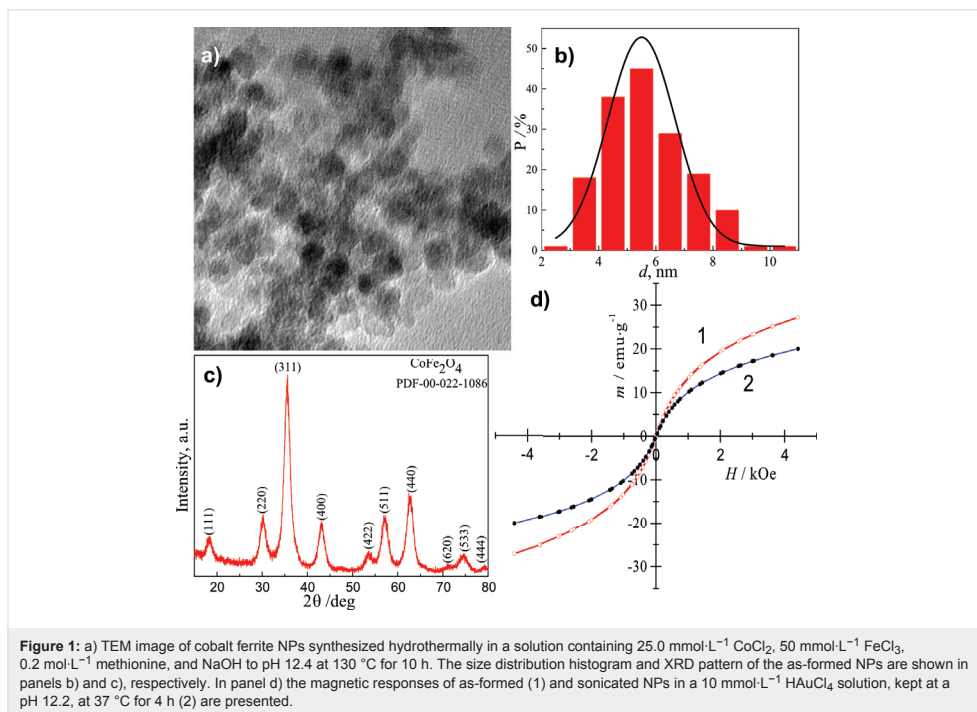 a)
b)
P / %
50
40
30
20
10
0
2 4 6 8 10
d, nm
c)
CoFe₂O₄
PDF-00-022-1086
(111)
(220)
(311)
(400)
(422)
(511)
(440)
(620)
(533)
(444)
Intensity, a.u.
20 30 40 50 60 70 80
2θ /deg
d)
m / emu·g⁻¹
30
20
10
0
-10
-20
-30
-4 -2 0 2 4
H / kOe
1
2
Figure 1: a) TEM image of cobalt ferrite NPs synthesized hydrothermally in a solution containing 25.0 mmol·L⁻¹ CoCl₂, 50 mmol·L⁻¹ FeCl₃,
0.2 mol·L⁻¹ methionine, and NaOH to pH 12.4 at 130 °C for 10 h. The size distribution histogram and XRD pattern of the as-formed NPs are shown in
panels b) and c), respectively. In panel d) the magnetic responses of as-formed (1) and sonicated NPs in a 10 mmol·L⁻¹ HAuCl₄ solution, kept at a
pH 12.2, at 37 °C for 4 h (2) are presented.